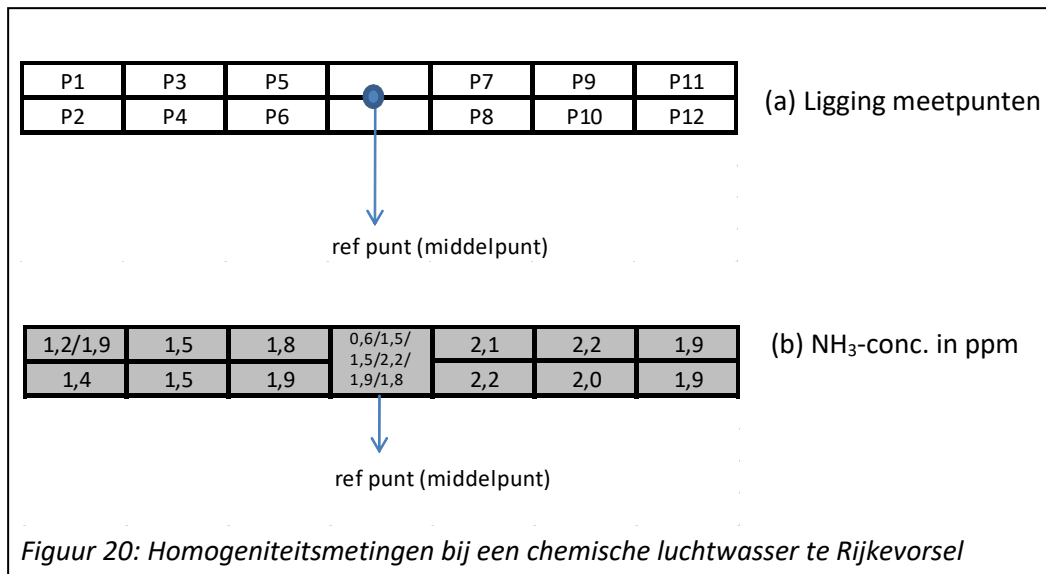 P1 P3 P5 P7 P9 P11
(a) Ligging meetpunten
P2 P4 P6 P8 P10 P12
ref punt (middelpunt)
1,2/1,9 1,5 1,8 0,6/1,5/ 2,1 2,2 1,9
1,5/2,2/
(b) NH₃-conc. in ppm
1,4 1,5 1,9 1,9/1,8 2,2 2,0 1,9
ref punt (middelpunt)
Figuur 20: Homogeniteitsmetingen bij een chemische luchtwasser te Rijkevorsel